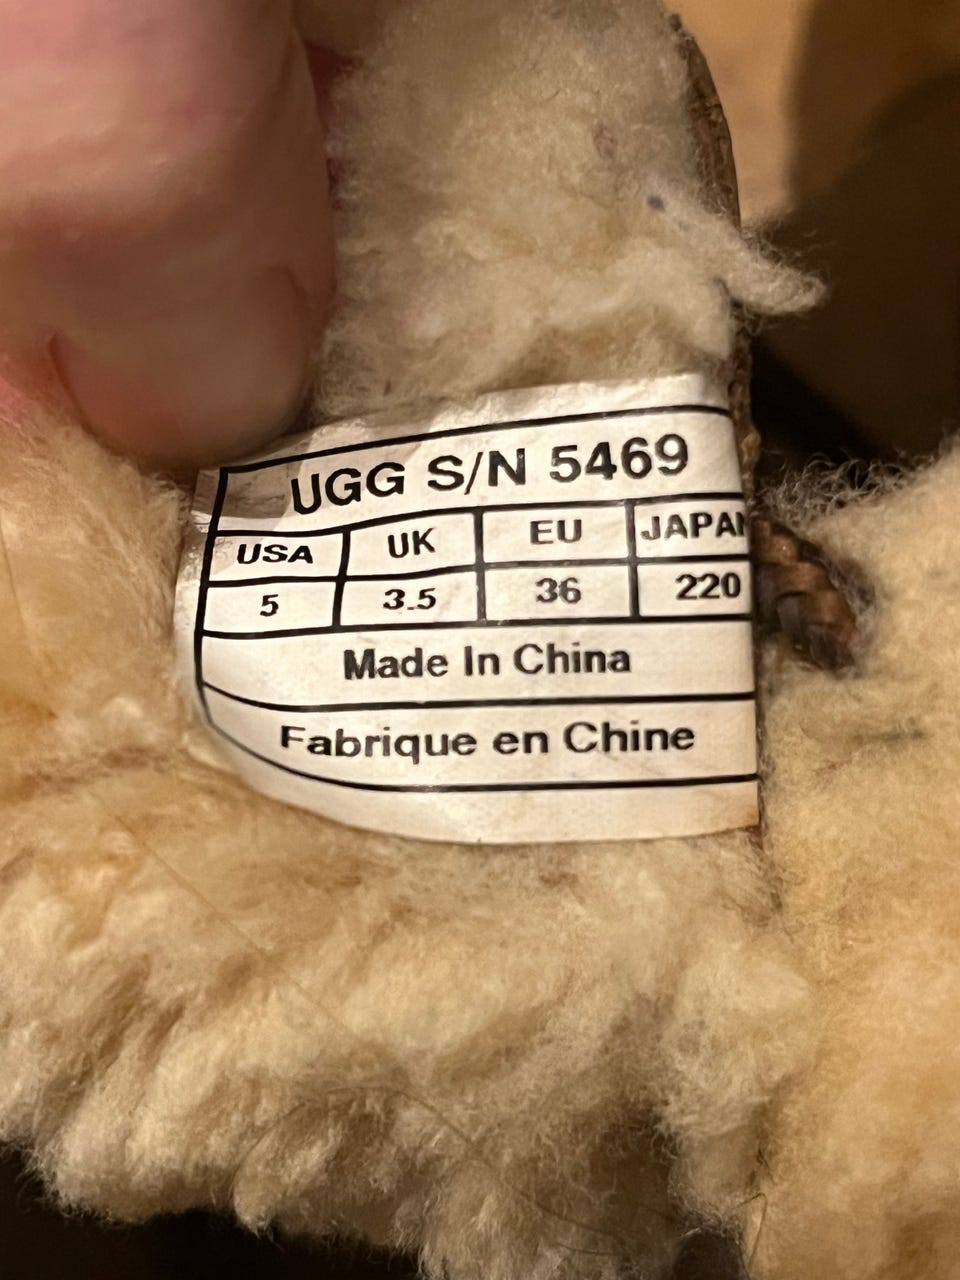 UGG S/N 5469
USA UK EU JAPAN
5 3.5 36 220
Made In China
Fabrique en Chine